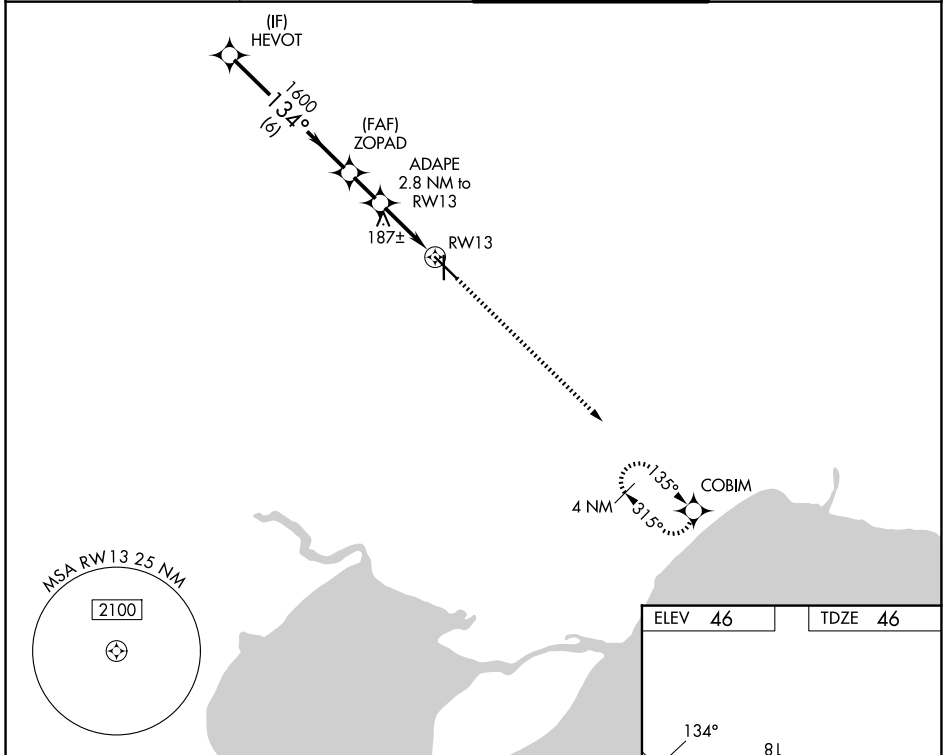 (IF)
HEVOT
1600
134°
(6)
(FAF)
ZOPAD
ADAPE
2.8 NM to
RW13
187±
RW13
135°
COBIM
4 NM
315°
MSA RW13 25 NM
2100
ELEV 46
TDZE 46
134°
8L